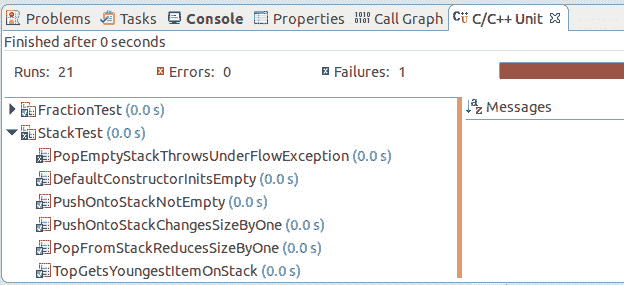 Problems Tasks Console Properties Call Graph C/C++ Unit
Finished after 0 seconds
Runs: 21 Errors: 0 Failures: 1
FractionTest (0.0 s)
Messages
StackTest (0.0 s)
PopEmptyStackThrowsUnderFlowException (0.0 s)
DefaultConstructorInitsEmpty (0.0 s)
PushOntoStackNotEmpty (0.0 s)
PushOntoStackChangesSizeByOne (0.0 s)
PopFromStackReducesSizeByOne (0.0 s)
TopGetsYoungestItemOnStack (0.0 s)